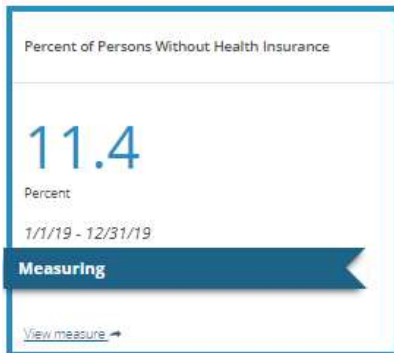 Percent of Persons Without Health Insurance
11.4
Percent
1/1/19 - 12/31/19
Measuring
View measure